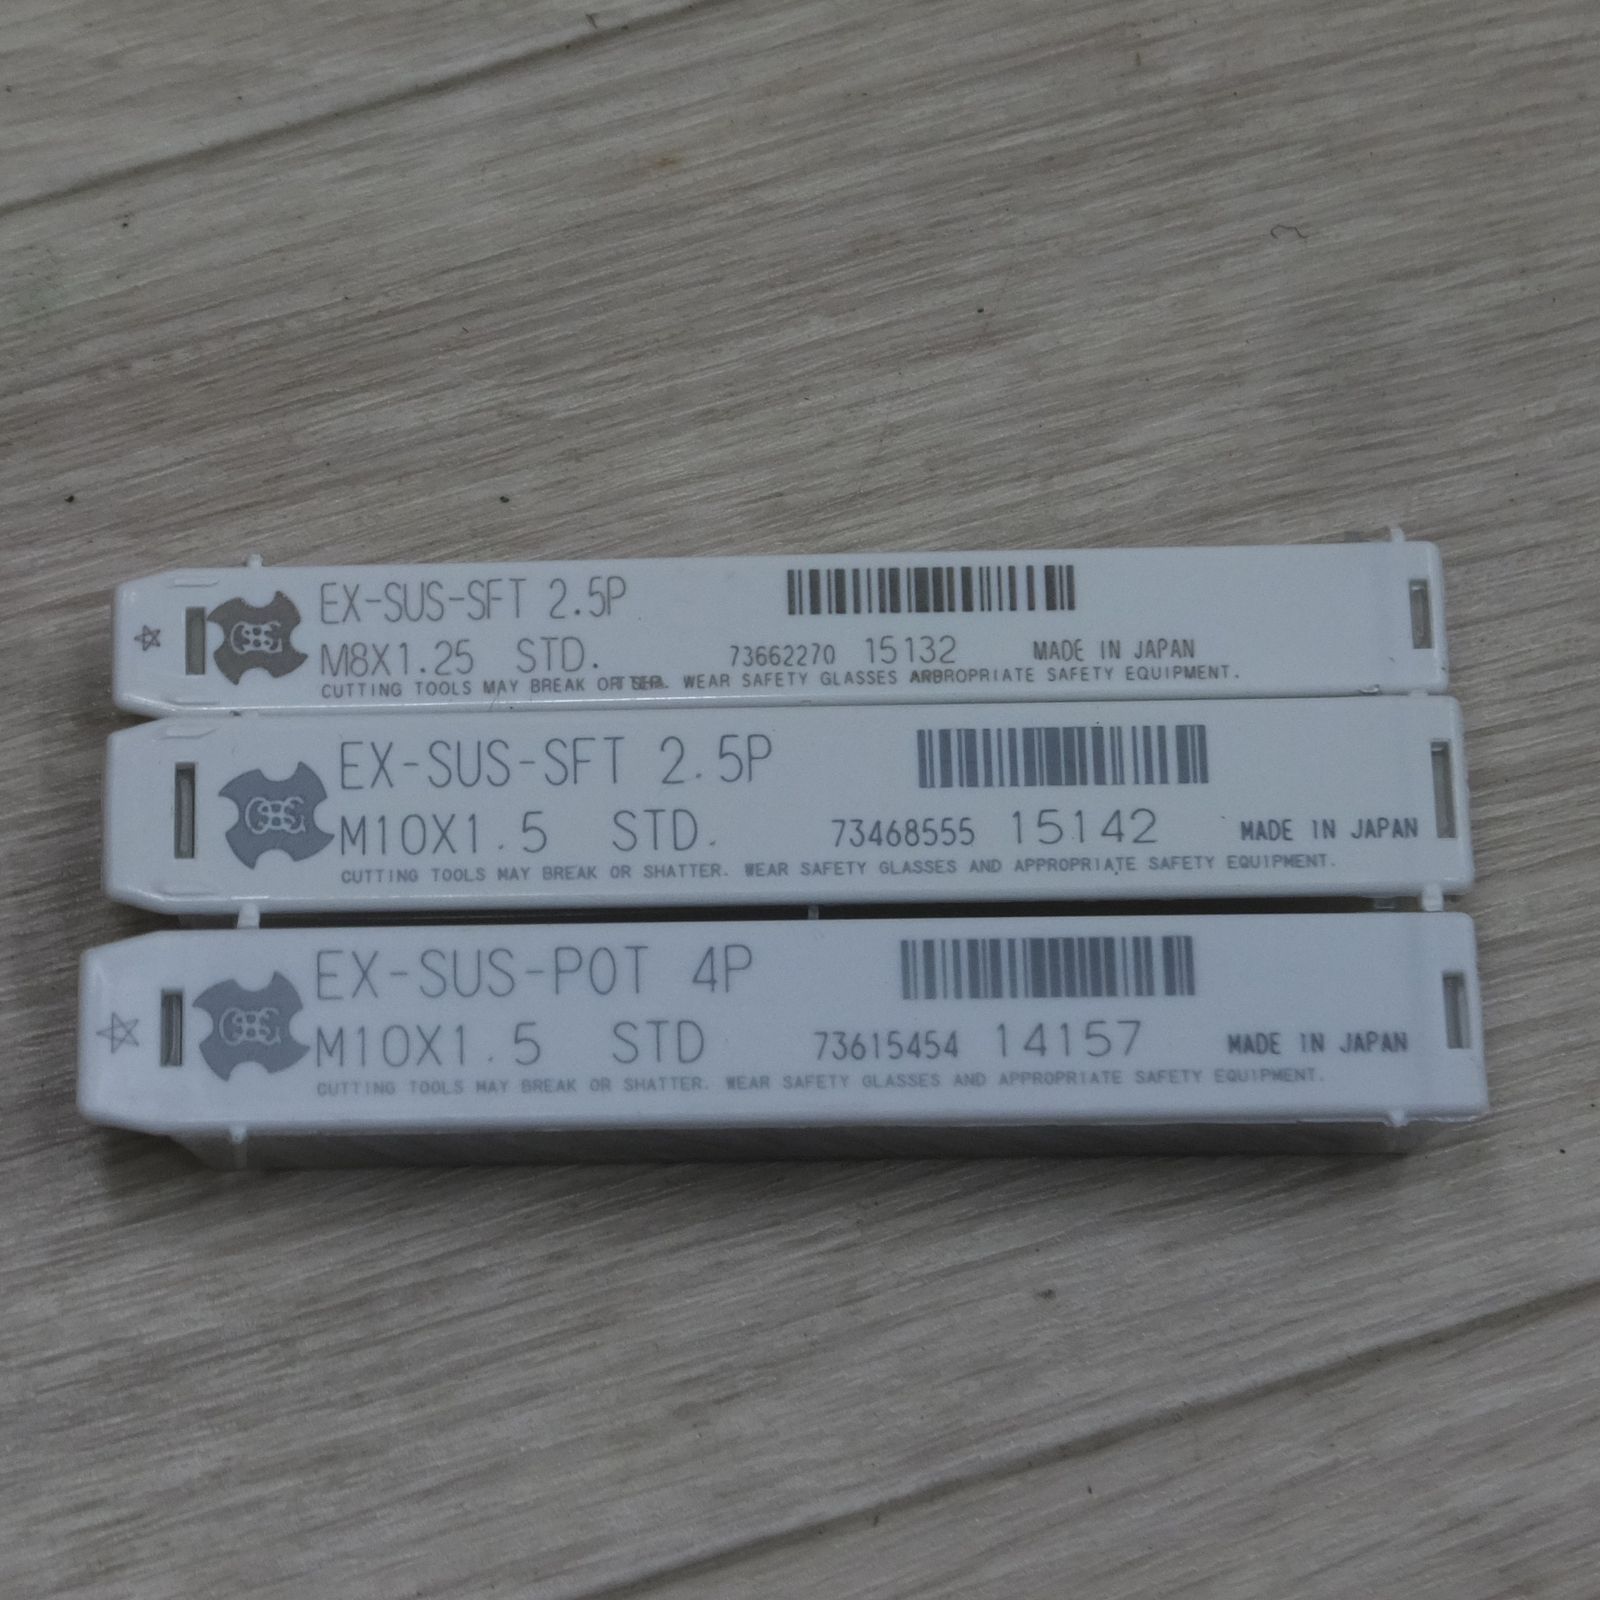 EX-SUS-SFT 2.5P
M8X1.25 STD. 73662270 15132 MADE IN JAPAN
CUTTING TOOLS MAY BREAK OR WEAR SAFETY GLASSES SAFETY EQUIPMENT.
OSG
EX-SUS-SFT 2.5P
M10X1.5 STD. 73468555 15142 MADE IN JAPAN
CUTTING TOOLS MAY BREAK OR SHATTER. WEAR SAFETY GLASSES AND APPROPRIATE SAFETY EQUIPMENT.
OSG
EX-SUS-POT 4P
M10X1.5 STD 73615454 14157 MADE IN JAPAN
CUTTING TOOLS MAY BREAK OR SHATTER. WEAR SAFETY GLASSES AND APPROPRIATE SAFETY EQUIPMENT.
OSG